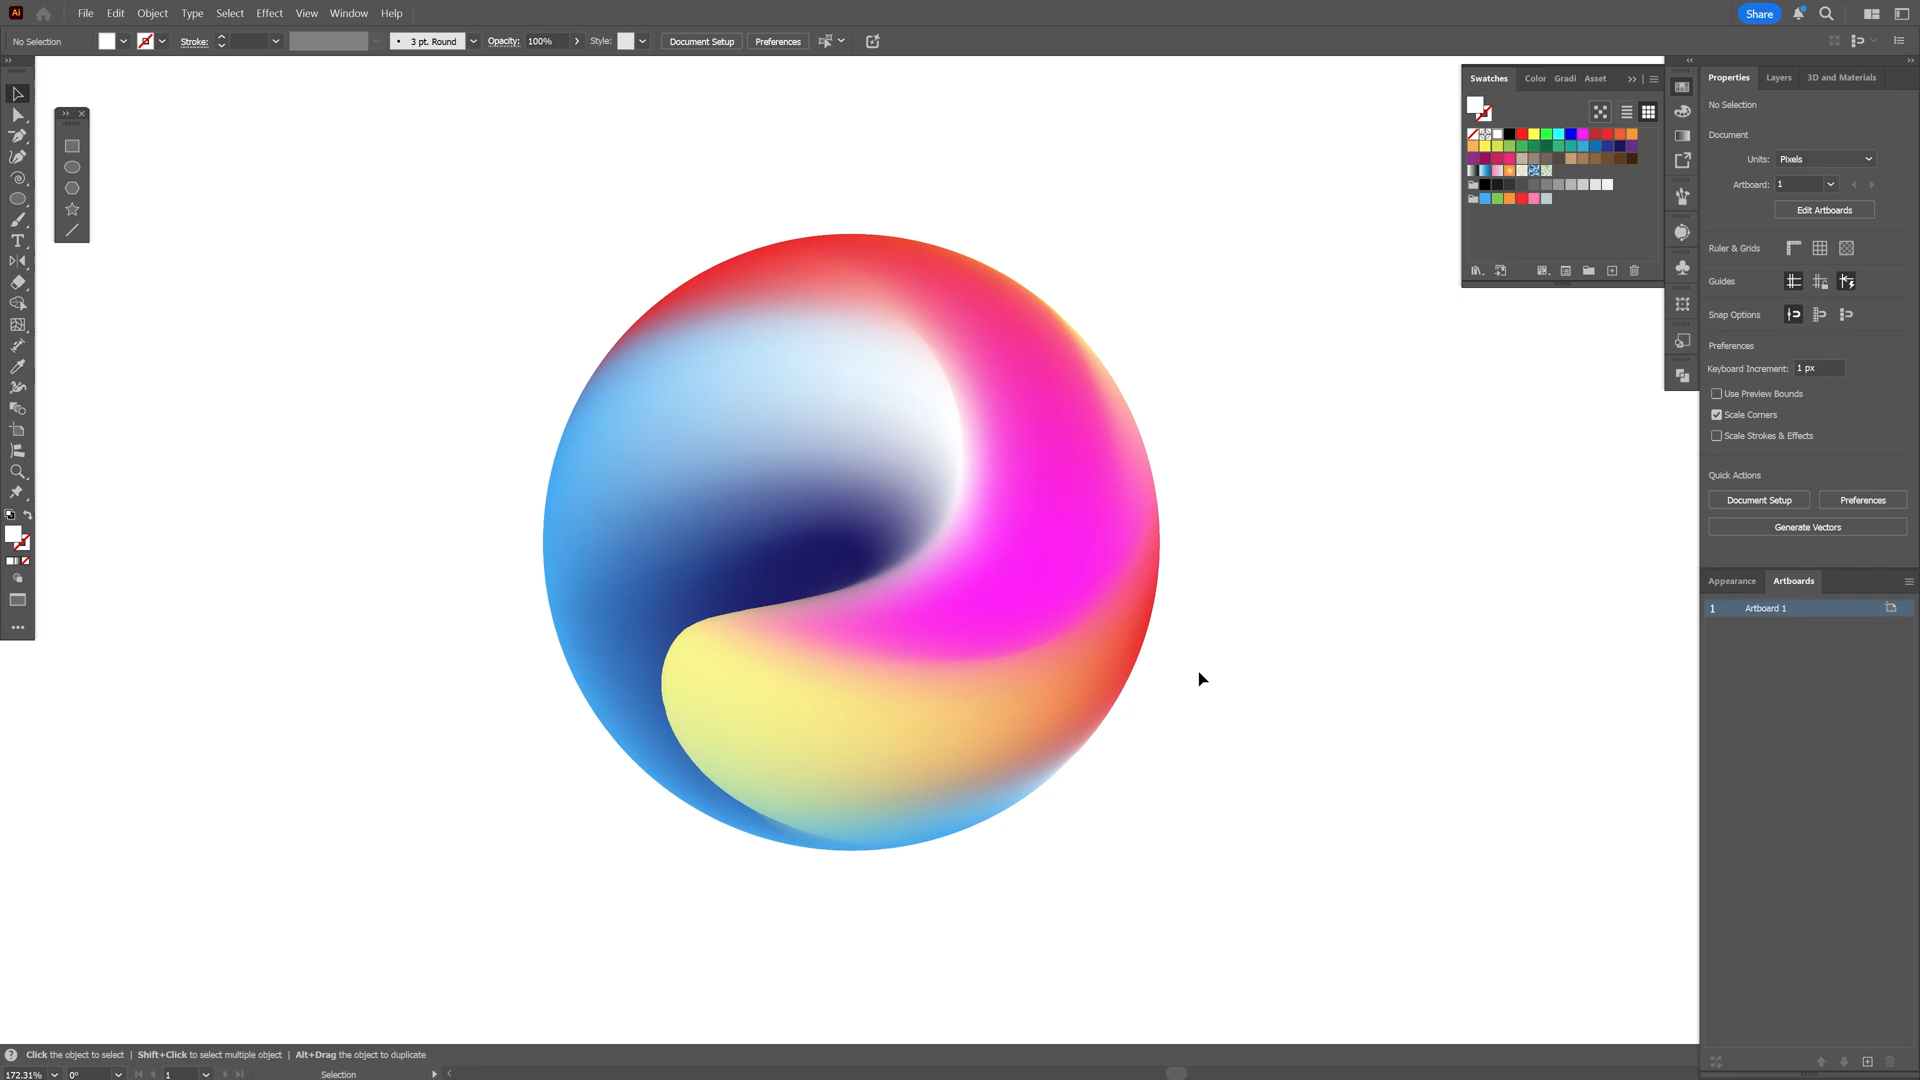 Ai File Edit Object Type Select Effect View Window Help Share
No Selection Stroke: • 3 pt. Round Opacity: 100% Style: Document Setup Preferences
Swatches Color Gradi Asset
Properties Layers 3D and Materials
No Selection
Document
Units: Pixels
Artboard: 1
Edit Artboards
Ruler & Grids
Guides
Snap Options
Preferences
Keyboard Increment: 1 px
Use Preview Bounds
Scale Corners
Scale Strokes & Effects
Quick Actions
Document Setup Preferences
Generate Vectors
Appearance Artboards
1 Artboard 1
? Click the object to select | Shift+Click to select multiple object | Alt+Drag the object to duplicate
172.31% 0° 1 Selection